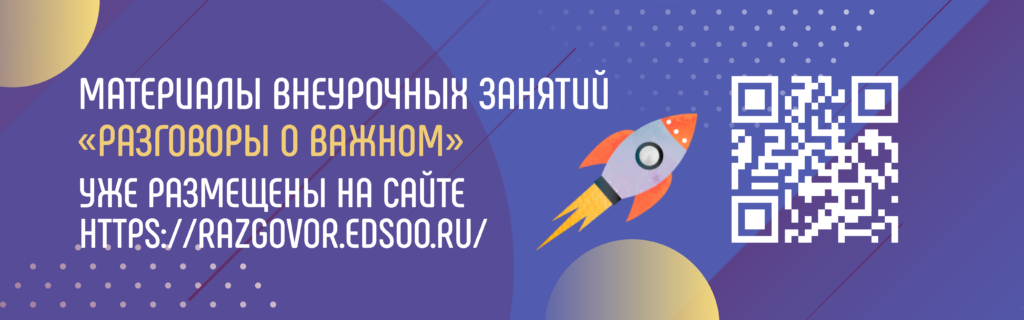 МАТЕРИАЛЫ ВНЕУРОЧНЫХ ЗАНЯТИЙ
«РАЗГОВОРЫ О ВАЖНОМ»
УЖЕ РАЗМЕЩЕНЫ НА САЙТЕ
HTTPS://RAZGOVOR.EDSOO.RU/